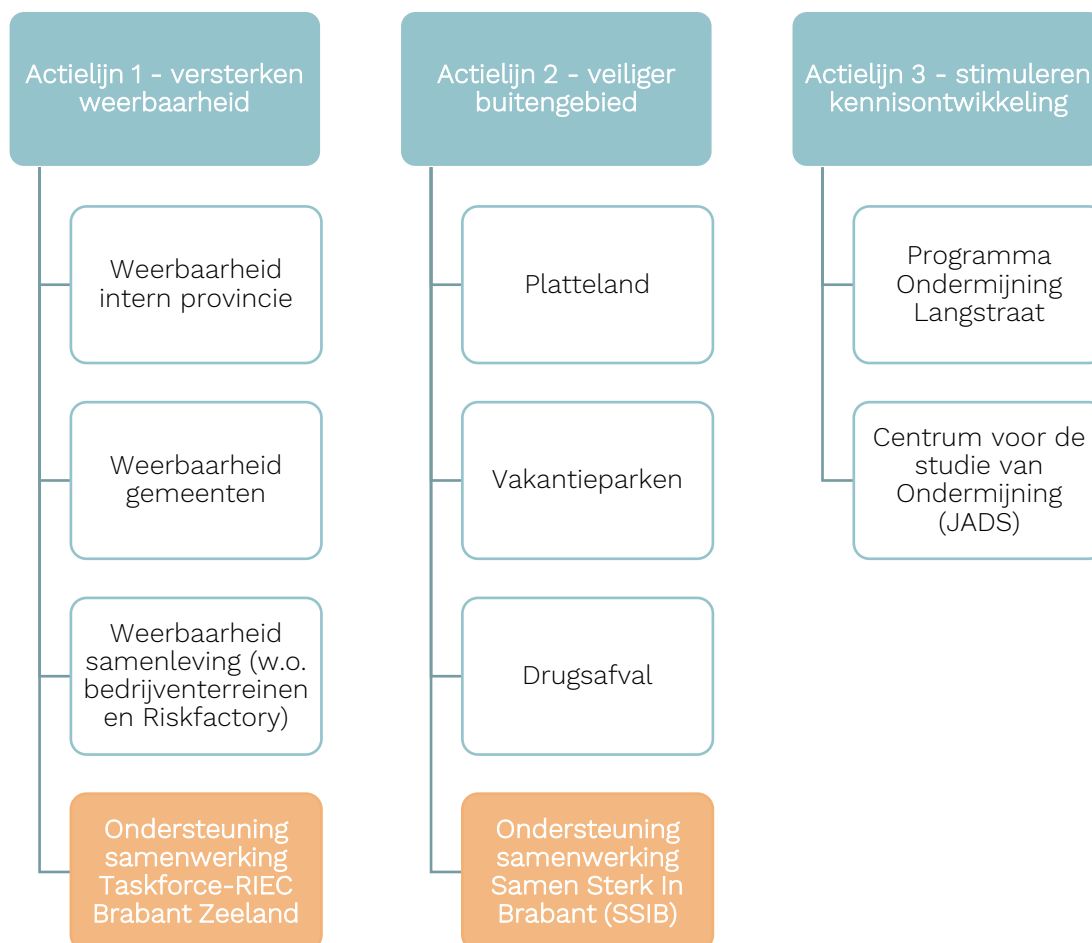 Actielijn 1 - versterken
weerbaarheid
Weerbaarheid
intern provincie
Weerbaarheid
gemeenten
Weerbaarheid
samenleving (w.o.
bedrijventerreinen
en Riskfactory)
Ondersteuning
samenwerking
Taskforce-RIEC
Brabant Zeeland
Actielijn 2 - veiliger
buitengebied
Platteland
Vakantieparken
Drugsafval
Ondersteuning
samenwerking
Samen Sterk In
Brabant (SSIB)
Actielijn 3 - stimuleren
kennisontwikkeling
Programma
Ondermijning
Langstraat
Centrum voor de
studie van
Ondermijning
(JADS)